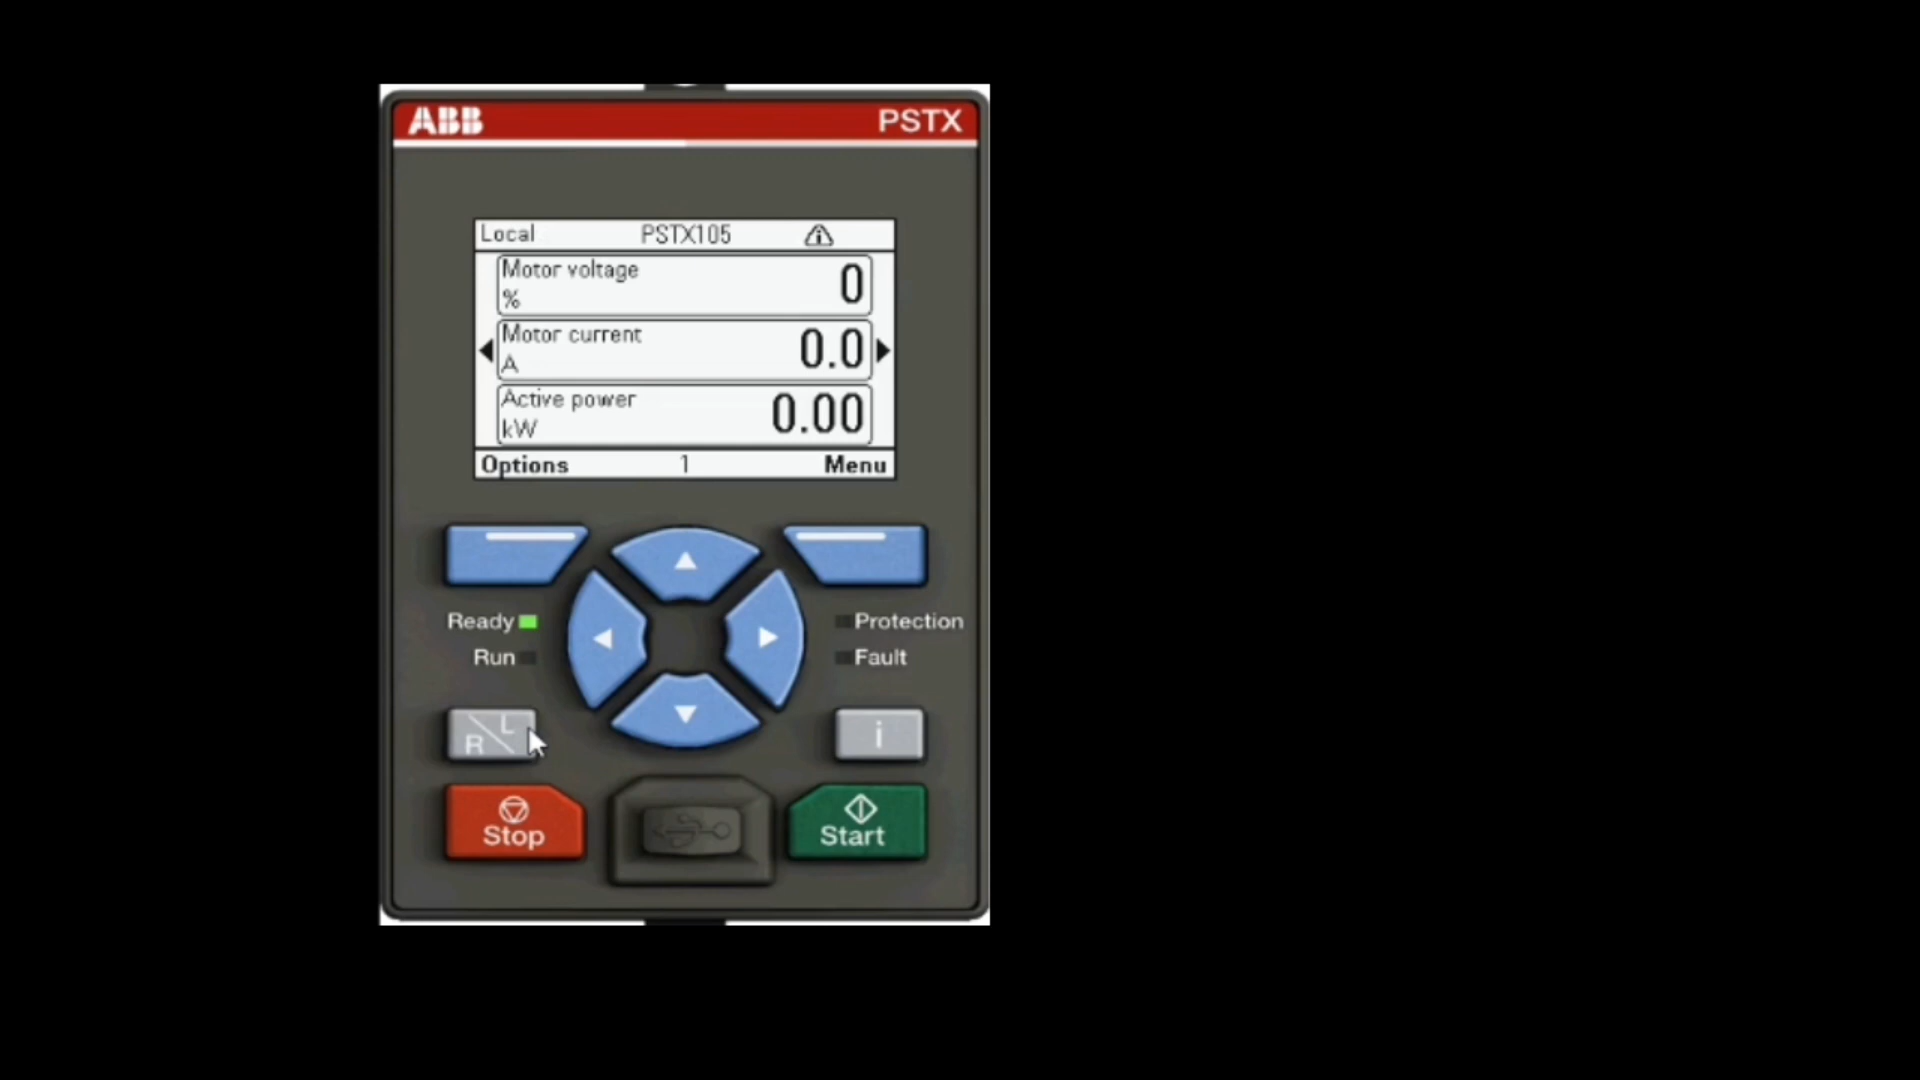 ABB PSTX
Local PSTX105
Motor voltage
% 0
Motor current
A 0.0
Active power
kW 0.00
Options 1 Menu
Ready Protection
Run Fault
R L i
Stop Start